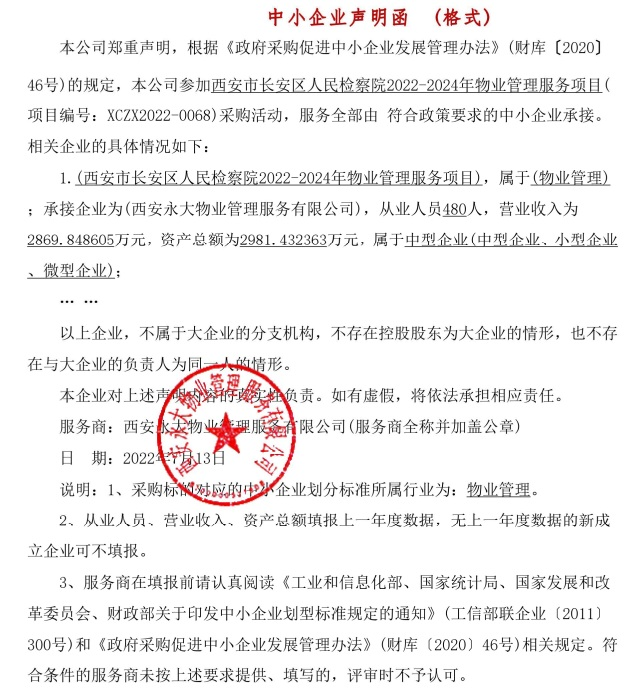 中小企业声明函 (格式)
本公司郑重声明，根据《政府采购促进中小企业发展管理办法》(财库〔2020〕
46号)的规定，本公司参加西安市长安区人民检察院2022-2024年物业管理服务项目(
项目编号：XCZX2022-0068)采购活动，服务全部由 符合政策要求的中小企业承接。
相关企业的具体情况如下：
1.(西安市长安区人民检察院2022-2024年物业管理服务项目)，属于(物业管理)
；承接企业为(西安永大物业管理服务有限公司)，从业人员480人，营业收入为
2869.848605万元，资产总额为2981.432363万元，属于中型企业(中型企业、小型企业
、微型企业)；
… …
以上企业，不属于大企业的分支机构，不存在控股股东为大企业的情形，也不存
在与大企业的负责人为同一人的情形。
本企业对上述声明内容的真实性负责。如有虚假，将依法承担相应责任。
服务商：西安永大物业管理服务有限公司(服务商全称并加盖公章)
日 期：2022年7月13日
西安永大物业管理服务有限公司
说明：1、采购标的对应的中小企业划分标准所属行业为：物业管理。
2、从业人员、营业收入、资产总额填报上一年度数据，无上一年度数据的新成
立企业可不填报。
3、服务商在填报前请认真阅读《工业和信息化部、国家统计局、国家发展和改
革委员会、财政部关于印发中小企业划型标准规定的通知》(工信部联企业〔2011〕
300号)和《政府采购促进中小企业发展管理办法》(财库〔2020〕46号)相关规定。符
合条件的服务商未按上述要求提供、填写的，评审时不予认可。